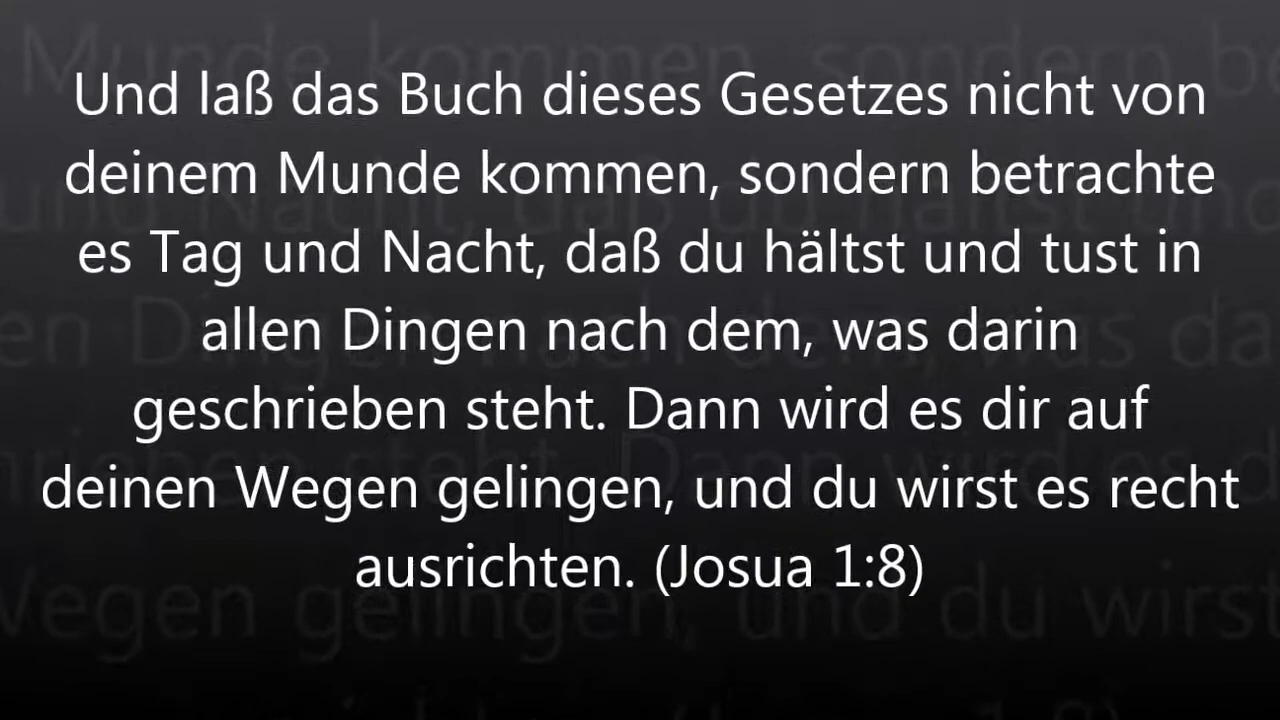 Und laß das Buch dieses Gesetzes nicht von
deinem Munde kommen, sondern betrachte
es Tag und Nacht, daß du hältst und tust in
allen Dingen nach dem, was darin
geschrieben steht. Dann wird es dir auf
deinen Wegen gelingen, und du wirst es recht
ausrichten. (Josua 1:8)